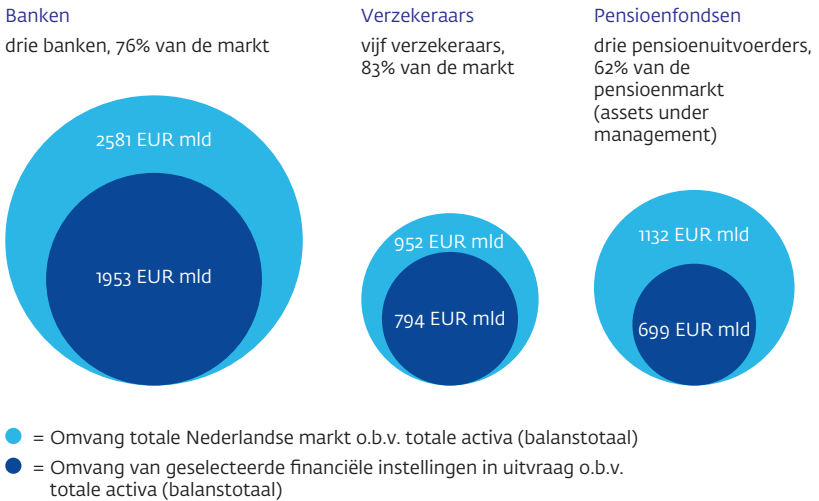 Banken
drie banken, 76% van de markt
2581 EUR mld
1953 EUR mld
Verzekeraars
vijf verzekeraars,
83% van de markt
952 EUR mld
794 EUR mld
Pensioenfondsen
drie pensioenuitvoerders,
62% van de
pensioenmarkt
(assets under
management)
1132 EUR mld
699 EUR mld
= Omvang totale Nederlandse markt o.b.v. totale activa (balanstotaal)
= Omvang van geselecteerde financiële instellingen in uitvraag o.b.v.
totale activa (balanstotaal)